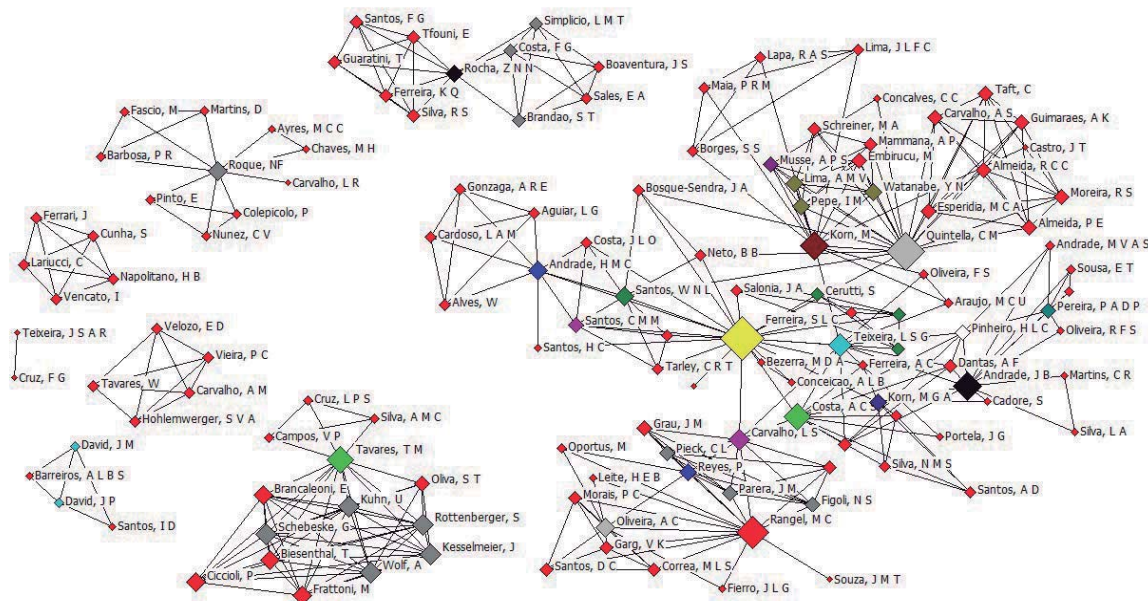 Santos, F G
Tfouni, E
Guaratini, T
Rocha, Z N N
Ferreira, K Q
Silva, R S
Simplicio, L M T
Costa, F G
Boaventura, J S
Sales, E A
Brandao, S T
Lapa, R A S
Lima, J L F C
Maia, P R M
Concalves, C C
Borges, S S
Schreiner, M A
Mammana, A P
Musse, A P S
Embirucu, M
Lima, A M V
Watanabe, Y N
Pepe, I M
Taft, C
Carvalho, A S
Guimaraes, A K
Castro, J T
Almeida, R C C
Moreira, R S
Esperidia, M C A
Almeida, P E
Korn, M
Quintella, C M
Fascio, M
Martins, D
Ayres, M C C
Chaves, M H
Barbosa, P R
Roque, NF
Carvalho, L R
Pinto, E
Colepicolo, P
Nunez, C V
Ferrari, J
Cunha, S
Lariucci, C
Napolitano, H B
Vencato, I
Gonzaga, A R E
Aguiar, L G
Cardoso, L A M
Costa, J L O
Andrade, H M C
Alves, W
Santos, H C
Bosque-Sendra, J A
Neto, B B
Santos, W N L
Santos, C M M
Tarley, C R T
Salonia, J A
Cerutti, S
Ferreira, S L C
Teixeira, L S G
Bezerra, M D A
Conceicao, A L B
Ferreira, A C
Oliveira, F S
Araujo, M C U
Andrade, M V A S
Sousa, E T
Pereira, P A D P
Pinheiro, H L C
Oliveira, R F S
Dantas, A F
Andrade, J B
Martins, C R
Cadore, S
Silva, L A
Korn, M G A
Costa, A C S
Portela, J G
Silva, N M S
Santos, A D
Carvalho, L S
Teixeira, J S A R
Cruz, F G
Velozo, E D
Vieira, P C
Tavares, W
Carvalho, A M
Hohlemwerger, S V A
David, J M
Barreiros, A L B S
David, J P
Santos, I D
Cruz, L P S
Silva, A M C
Campos, V P
Tavares, T M
Brancaleoni, E
Kuhn, U
Oliva, S T
Schebeske, G
Rottenberger, S
Biesenthal, T
Kesselmeier, J
Wolf, A
Ciccioli, P
Frattoni, M
Grau, J M
Oportus, M
Pieck, C L
Reyes, P
Leite, H E B
Parera, J M
Morais, P C
Figoli, N S
Oliveira, A C
Rangel, M C
Garg, V K
Santos, D C
Correa, M L S
Fierro, J L G
Souza, J M T